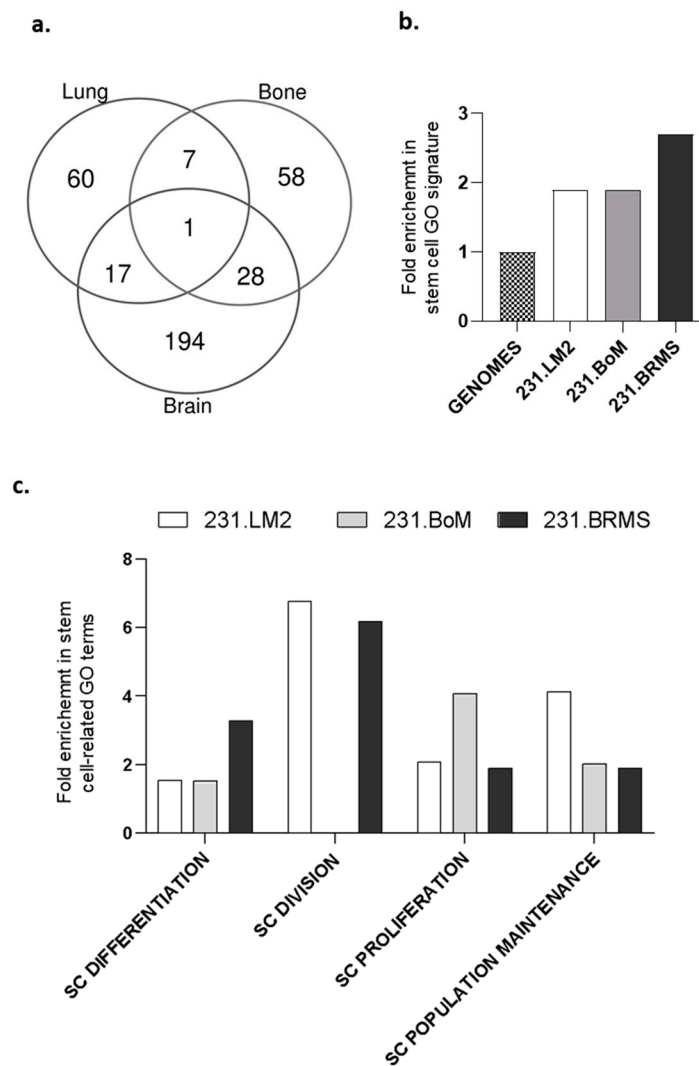 a.
Lung
Bone
60
7
58
1
17
28
194
Brain
b.
Fold enrichemnt in
stem cell GO signature
3
2
1
0
GENOMES
231.LM2
231.BoM
231.BRMS
c.
231.LM2
231.BoM
231.BRMS
Fold enrichemnt in stem
cell-related GO terms
8
6
4
2
0
SC DIFFERENTIATION
SC DIVISION
SC PROLIFERATION
SC POPULATION MAINTENANCE